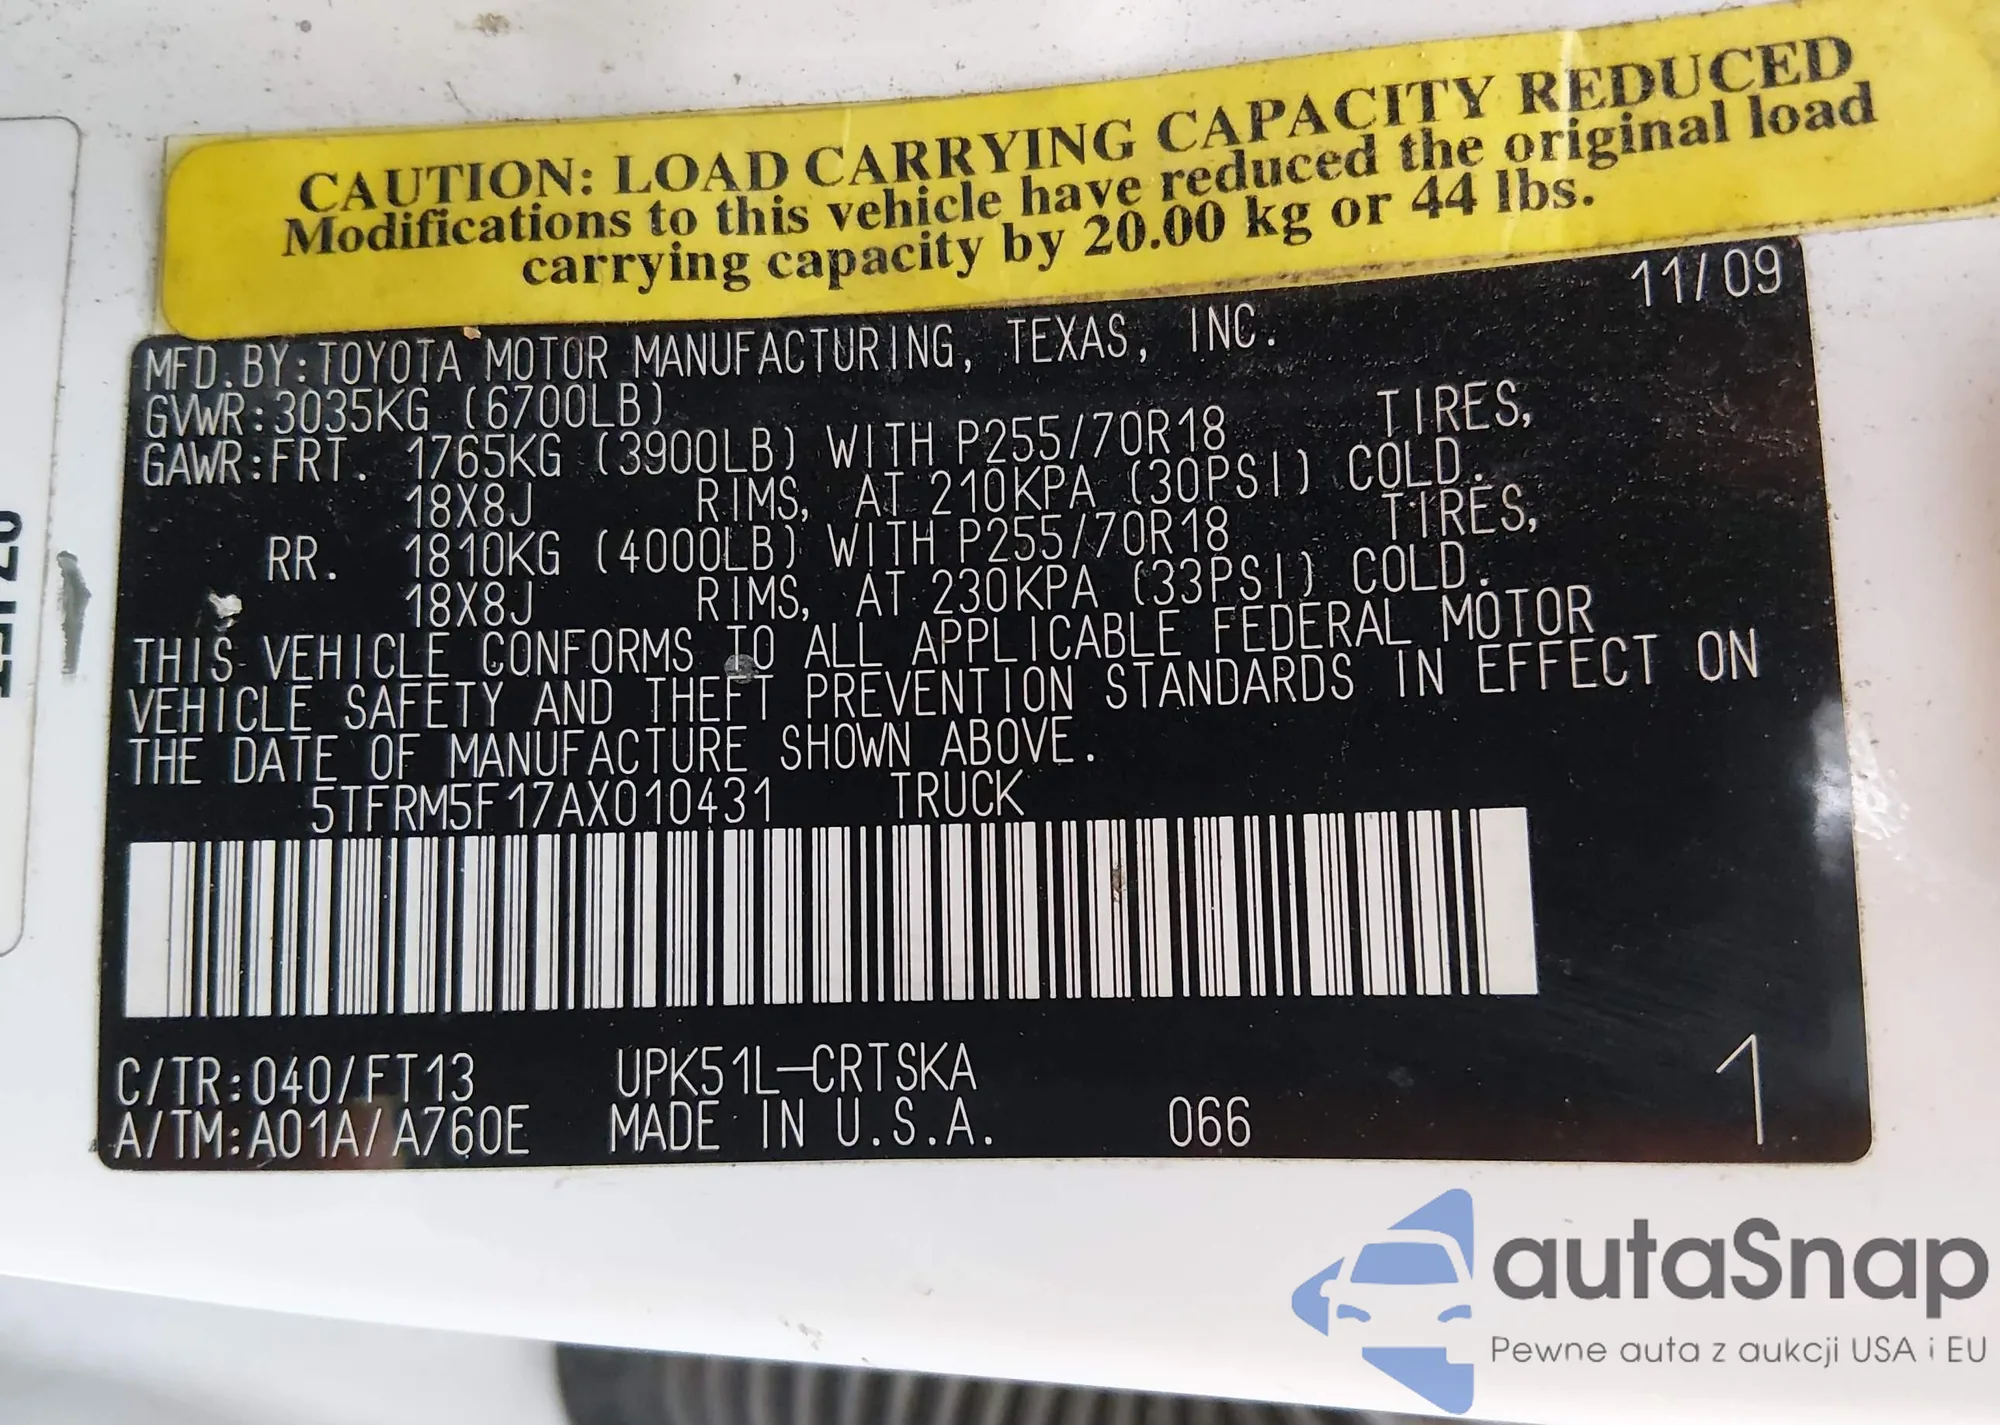 CAUTION: LOAD CARRYING CAPACITY REDUCED
Modifications to this vehicle have reduced the original load
carrying capacity by 20.00 kg or 44 lbs.
11/09
MFD.BY:TOYOTA MOTOR MANUFACTURING, TEXAS, INC.
GVWR:3035KG (6700LB)
GAWR:FRT. 1765KG (3900LB) WITH P255/70R18 TIRES,
18X8J RIMS, AT 210KPA (30PSI) COLD.
RR. 1810KG (4000LB) WITH P255/70R18 TIRES,
18X8J RIMS, AT 230KPA (33PSI) COLD.
THIS VEHICLE CONFORMS TO ALL APPLICABLE FEDERAL MOTOR
VEHICLE SAFETY AND THEFT PREVENTION STANDARDS IN EFFECT ON
THE DATE OF MANUFACTURE SHOWN ABOVE.
5TFRM5F17AX010431 TRUCK
C/TR:040/FT13 UPK51L-CRTSKA
A/TM:A01A/A760E MADE IN U.S.A. 066 1
autaSnap
Pewne auta z aukcji USA i EU